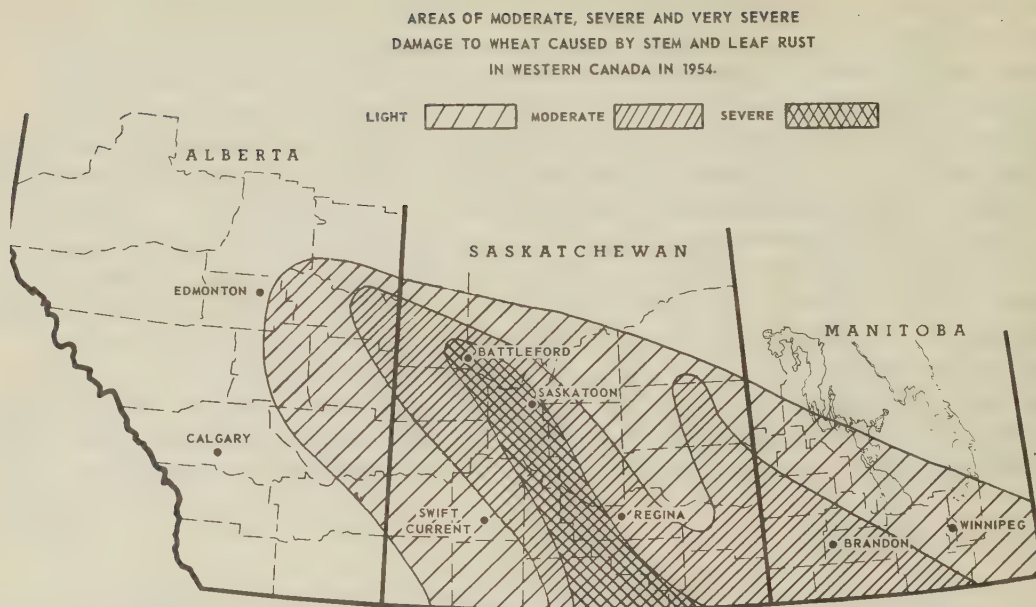 AREAS OF MODERATE, SEVERE AND VERY SEVERE
DAMAGE TO WHEAT CAUSED BY STEM AND LEAF RUST
IN WESTERN CANADA IN 1954.
LIGHT MODERATE SEVERE
ALBERTA
SASKATCHEWAN
EDMONTON
MANITOBA
BATTLEFORD
SASKATOON
CALGARY
SWIFT
CURRENT
REGINA
WINNIPEG
BRANDON